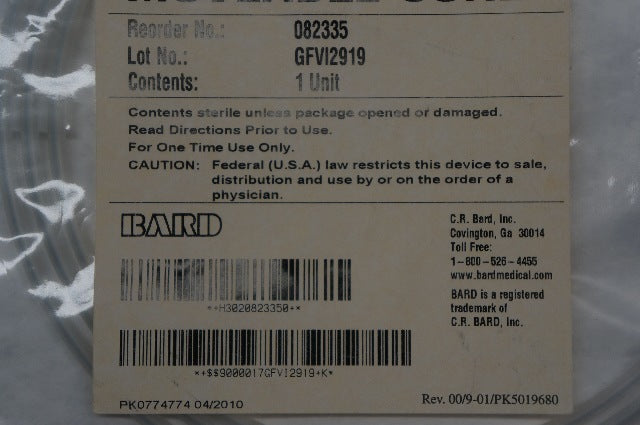 Reorder No.: 082335
Lot No.: GFVI2919
Contents: 1 Unit
Contents sterile unless package opened or damaged.
Read Directions Prior to Use.
For One Time Use Only.
CAUTION: Federal (U.S.A.) law restricts this device to sale,
distribution and use by or on the order of a
physician.
BARD
C.R. Bard, Inc.
Covington, Ga 30014
Toll Free:
1-800-526-4455
www.bardmedical.com
BARD is a registered
trademark of
C.R. BARD, Inc.
*+H3020823350+*
*+$$9000017GFVI2919+K*
PK0774774 04/2010
Rev. 00/9-01/PK5019680